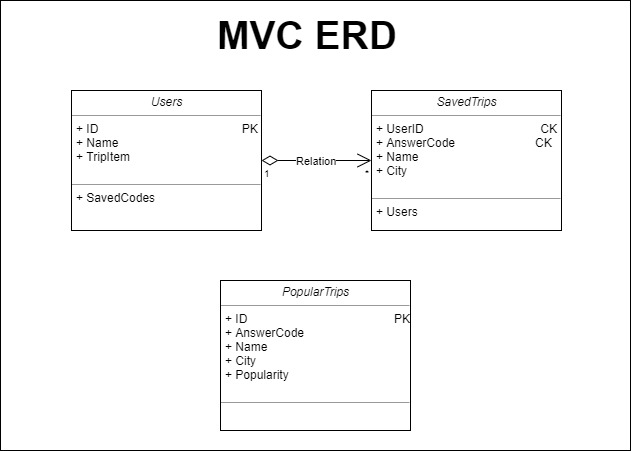 MVC ERD
Users
+ ID PK
+ Name
+ TripItem
+ SavedCodes
1
Relation
*
SavedTrips
+ UserID CK
+ AnswerCode CK
+ Name
+ City
+ Users
PopularTrips
+ ID PK
+ AnswerCode
+ Name
+ City
+ Popularity